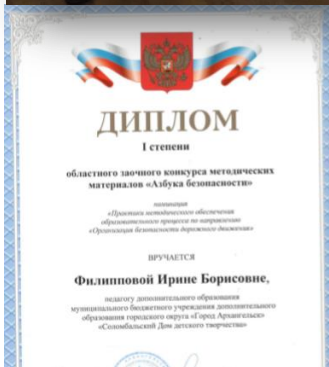 ДИПЛОМ
I степени
областного заочного конкурса методических
материалов «Азбука безопасности»
номинация
«Практики методического обеспечения
образовательного процесса по направлению
«Организация безопасности дорожного движения»
ВРУЧАЕТСЯ
Филипповой Ирине Борисовне,
педагогу дополнительного образования
муниципального бюджетного учреждения дополнительного
образования городского округа «Город Архангельск»
«Соломбальский Дом детского творчества»